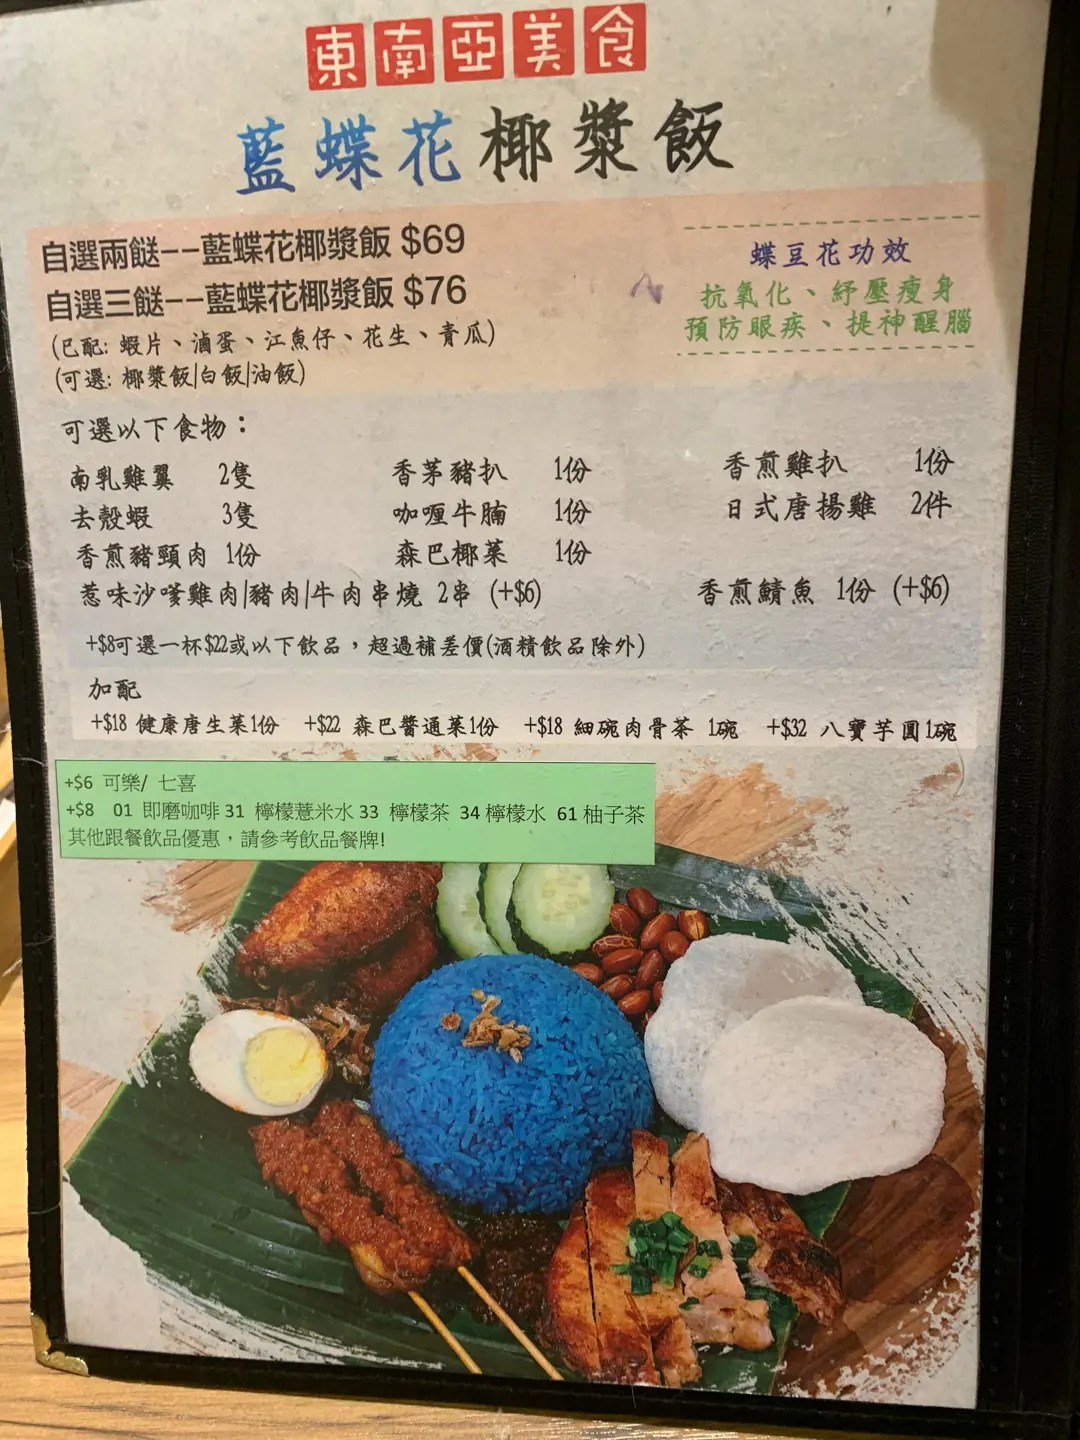 東南亞美食
藍蝶花椰漿飯
自選兩餸--藍蝶花椰漿飯 $69
自選三餸--藍蝶花椰漿飯 $76
(已配: 蝦片、滷蛋、江魚仔、花生、青瓜)
(可選: 椰漿飯|白飯|油飯)
蝶豆花功效
抗氧化、紓壓瘦身
預防眼疾、提神醒腦
可選以下食物：
南乳雞翼 2隻 香茅豬扒 1份 香煎雞扒 1份
去殼蝦 3隻 咖喱牛腩 1份 日式唐揚雞 2件
香煎豬頸肉 1份 森巴椰菜 1份
惹味沙嗲雞肉|豬肉|牛肉串燒 2串 (+$6) 香煎鯖魚 1份 (+$6)
+$8可選一杯$22或以下飲品，超過補差價(酒精飲品除外)
加配
+$18 健康唐生菜1份 +$22 森巴醬通菜1份 +$18 細碗肉骨茶 1碗 +$32 八寶芋圓1碗
+$6 可樂/ 七喜
+$8 01 即磨咖啡 31 檸檬薏米水 33 檸檬茶 34 檸檬水 61 柚子茶
其他跟餐飲品優惠，請參考飲品餐牌!